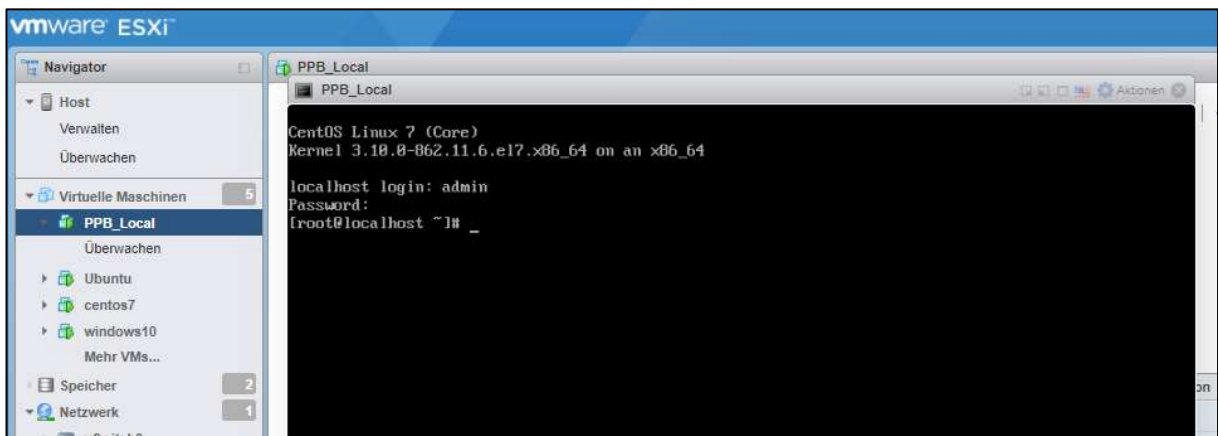 vmware ESXi™
Navigator
Host
Verwalten
Überwachen
Virtuelle Maschinen 5
PPB_Local
Überwachen
Ubuntu
centos7
windows10
Mehr VMs...
Speicher 2
Netzwerk 1
PPB_Local
PPB_Local Aktionen
CentOS Linux 7 (Core)
Kernel 3.10.0-862.11.6.el7.x86_64 on an x86_64
localhost login: admin
Password:
[root@localhost ~]# _